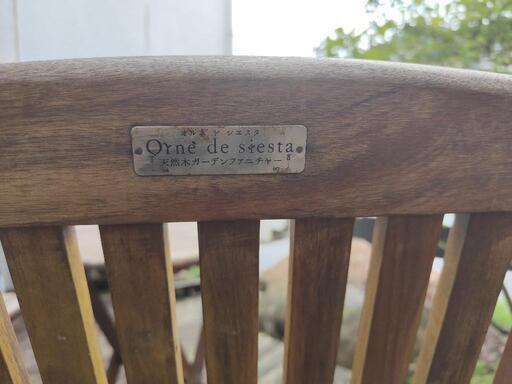 オルネ ド シエスタ
Orne de siesta
天然木ガーデンファニチャー